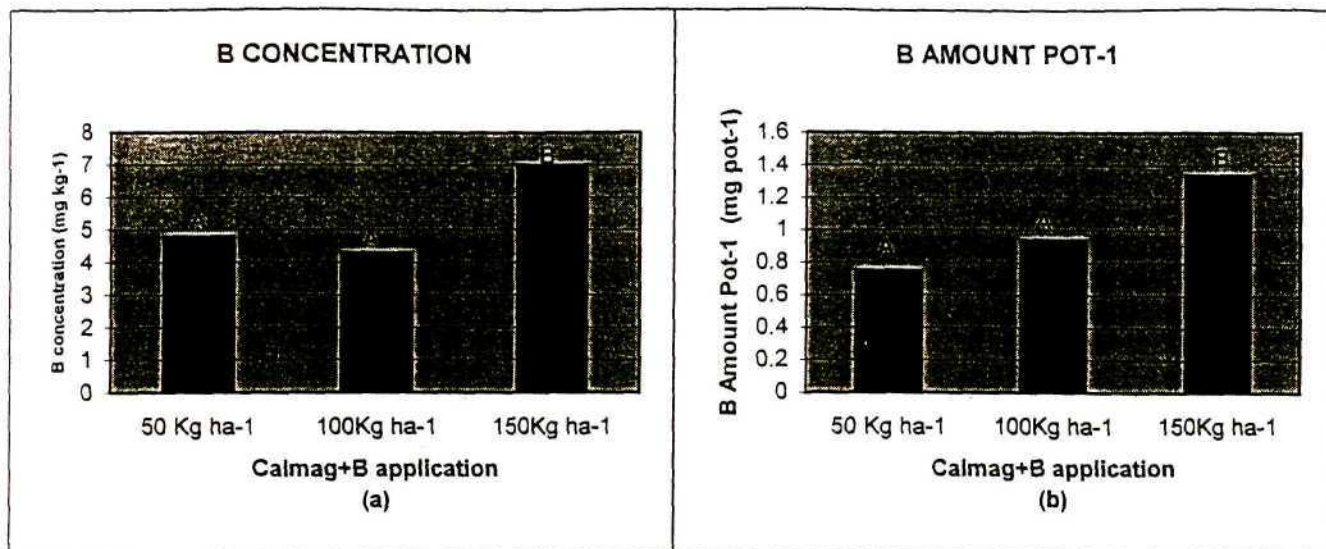 B CONCENTRATION
B concentration (mg kg-1)
8
7
6
5
4
3
2
1
0
A
A
B
50 Kg ha-1 100Kg ha-1 150Kg ha-1
Calmag+B application
(a)
B AMOUNT POT-1
B Amount Pot-1 (mg pot-1)
1.6
1.4
1.2
1
0.8
0.6
0.4
0.2
0
A
A
B
50 Kg ha-1 100Kg ha-1 150Kg ha-1
Calmag+B application
(b)